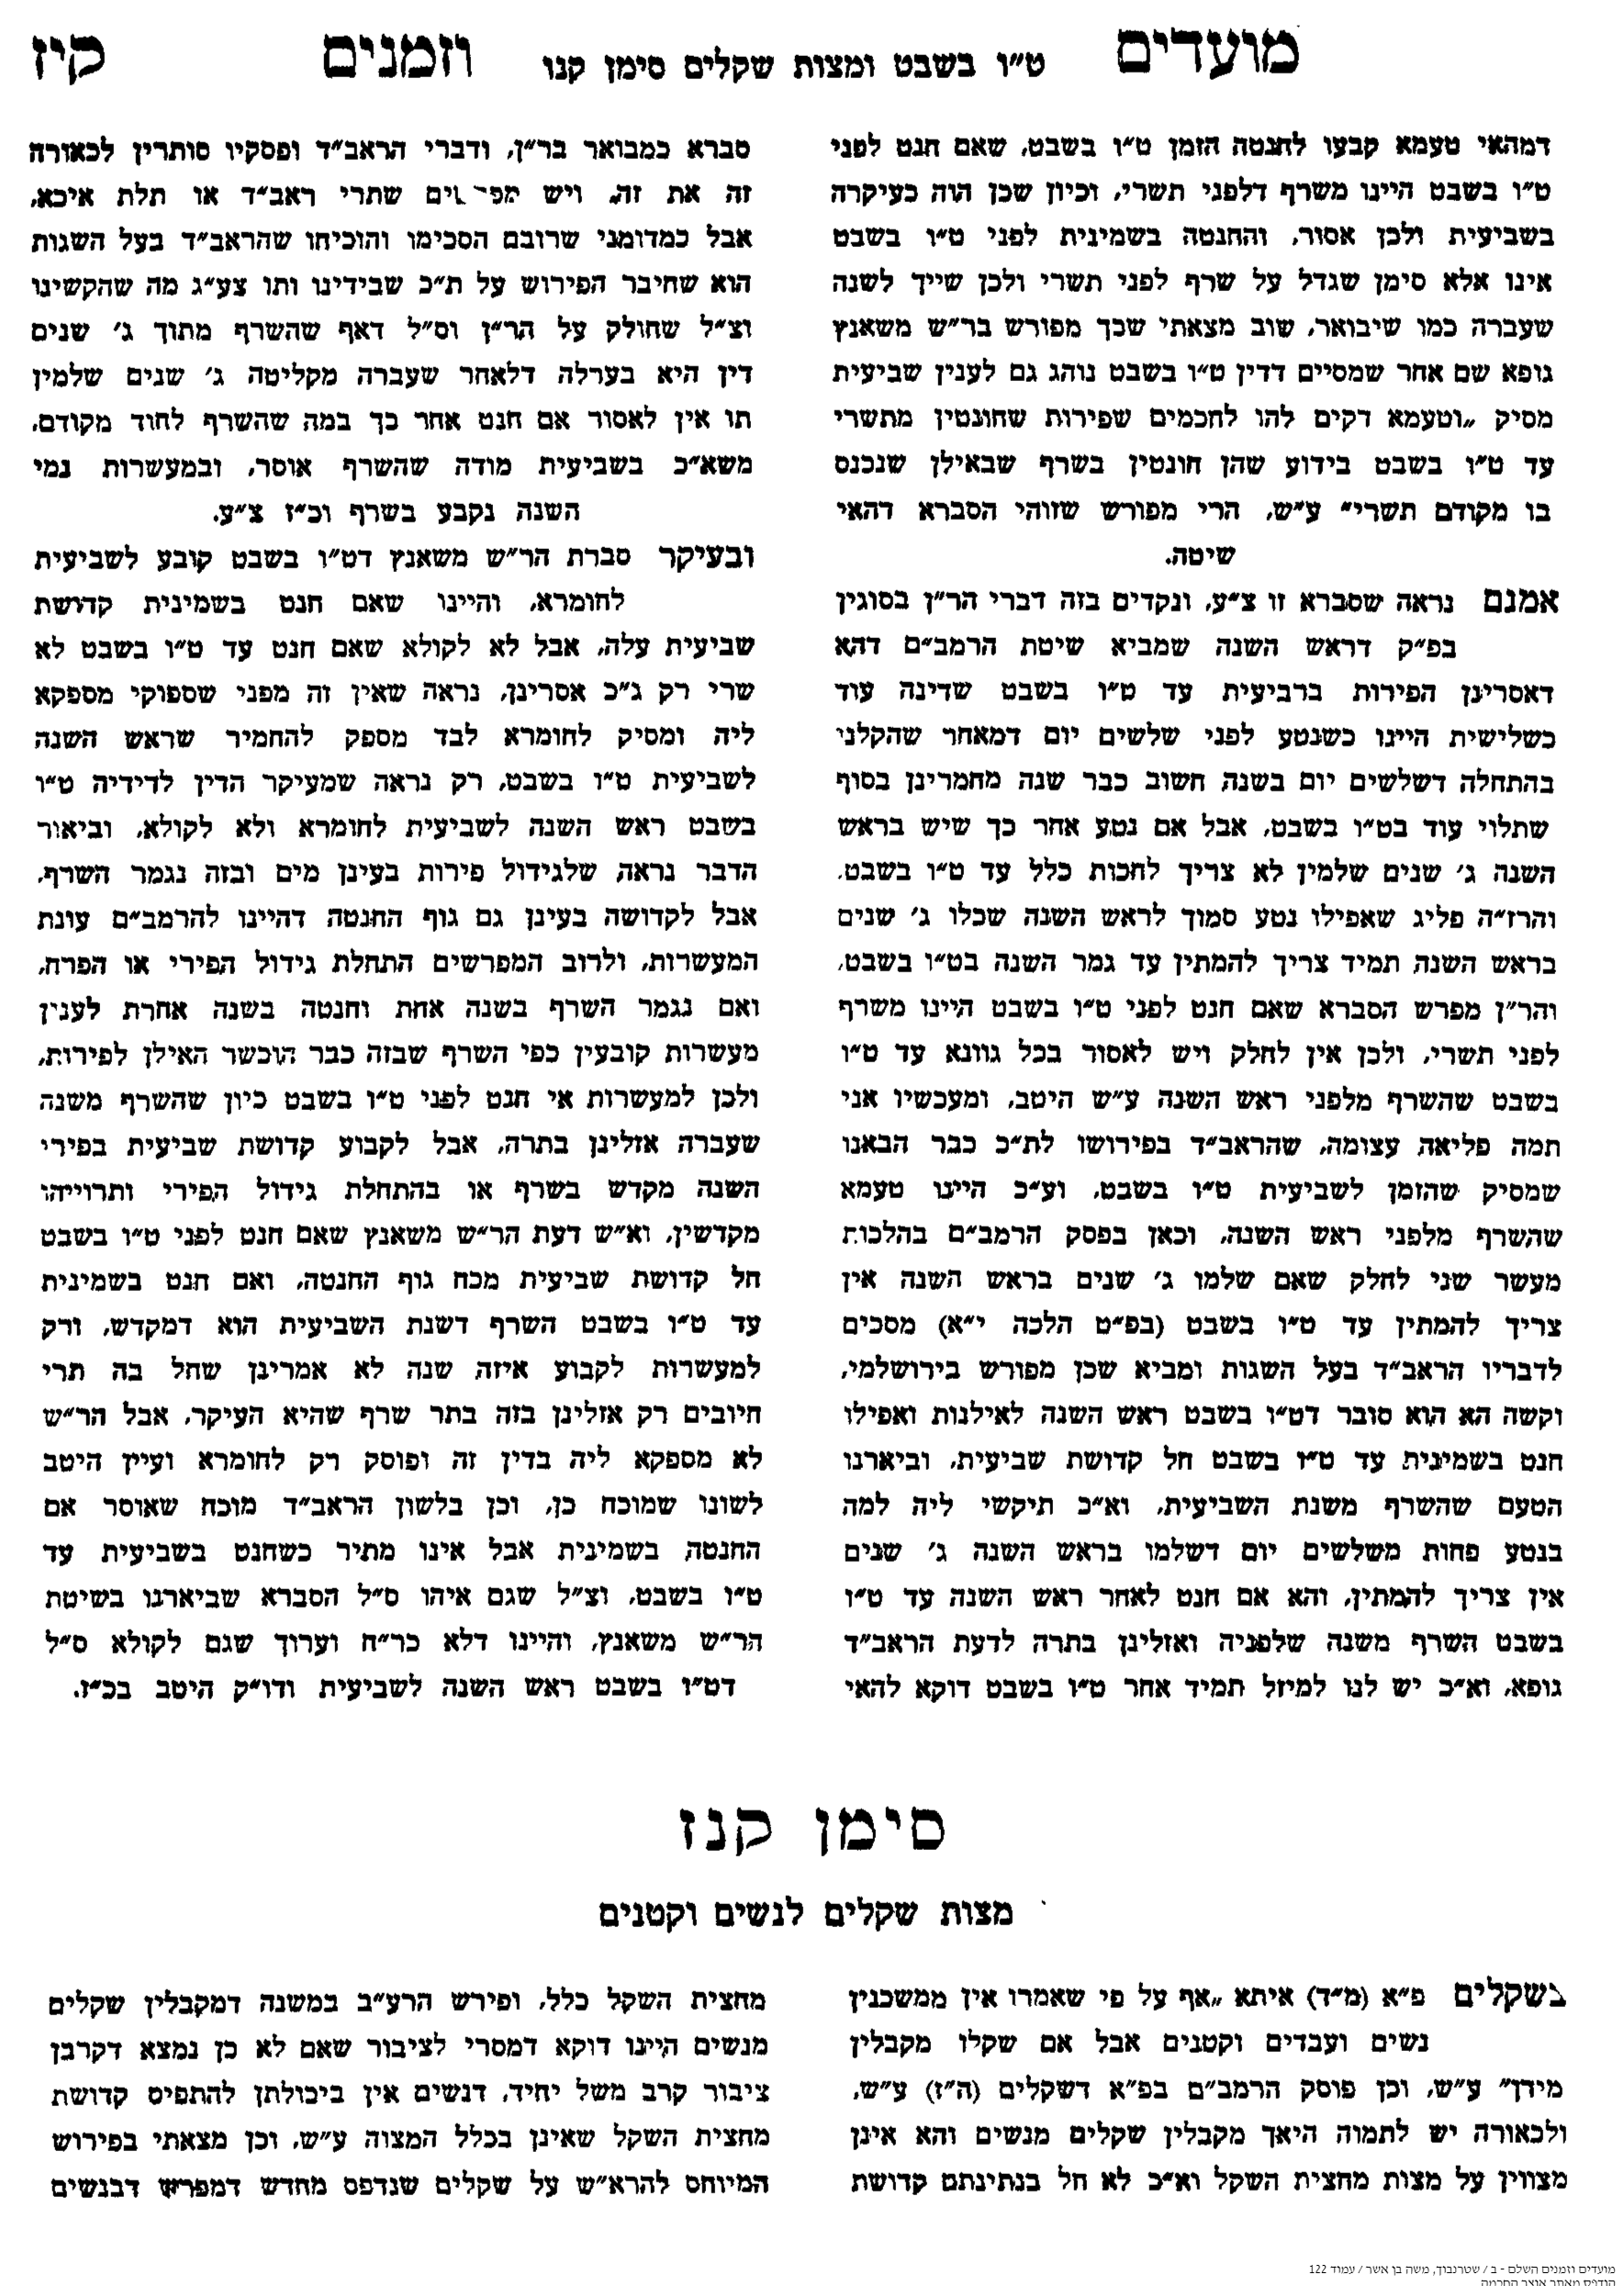 מועדים ט״ו בשבט ומצות שקלים סימן קנו וזמנים קיז
דמהאי טעמא קבעו לחנטה הזמן ט״ו בשבט, שאם חנט לפני
ט״ו בשבט היינו משרף דלפני תשרי, וכיון שכן הוה כעיקרה
בשביעית ולכן אסור, והחנטה בשמינית לפני ט״ו בשבט
אינו אלא סימן שגדל על שרף לפני תשרי ולכן שייך לשנה
שעברה כמו שיבואר, שוב מצאתי שכך מפורש בר״ש משאנץ
גופא שם אחר שמסיים דדין ט״ו בשבט נוהג גם לענין שביעית
מסיק „וטעמא דקים להו לחכמים שפירות שחונטין מתשרי
עד ט״ו בשבט בידוע שהן חונטין בשרף שבאילן שנכנס
בו מקודם תשרי״ ע״ש, הרי מפורש שזוהי הסברא דהאי
שיטה.
אמנם נראה שסברא זו צ״ע, ונקדים בזה דברי הר״ן בסוגין
בפ״ק דראש השנה שמביא שיטת הרמב״ם דהא
דאסרינן הפירות ברביעית עד ט״ו בשבט שדינה עוד
כשלישית היינו כשנטע לפני שלשים יום דמאחר שהקלני
בהתחלה דשלשים יום בשנה חשוב כבר שנה מחמרינן בסוף
שתלוי עוד בט״ו בשבט, אבל אם נטע אחר כך שיש בראש
השנה ג׳ שנים שלמין לא צריך לחכות כלל עד ט״ו בשבט,
והרז״ה פליג שאפילו נטע סמוך לראש השנה שכלו ג׳ שנים
בראש השנה תמיד צריך להמתין עד גמר השנה בט״ו בשבט,
והר״ן מפרש הסברא שאם חנט לפני ט״ו בשבט היינו משרף
לפני תשרי, ולכן אין לחלק ויש לאסור בכל גוונא עד ט״ו
בשבט שהשרף מלפני ראש השנה ע״ש היטב, ומעכשיו אני
תמה פליאה עצומה, שהראב״ד בפירושו לת״כ כבר הבאנו
שמסיק שהזמן לשביעית ט״ו בשבט, וע״כ היינו טעמא
שהשרף מלפני ראש השנה, וכאן בפסק הרמב״ם בהלכות
מעשר שני לחלק שאם שלמו ג׳ שנים בראש השנה אין
צריך להמתין עד ט״ו בשבט (בפ״ט הלכה י״א) מסכים
לדבריו הראב״ד בעל השגות ומביא שכן מפורש בירושלמי,
וקשה הא הוא סובר דט״ו בשבט ראש השנה לאילנות ואפילו
חנט בשמינית עד ט״ו בשבט חל קדושת שביעית, וביארנו
הטעם שהשרף משנת השביעית, וא״כ תיקשי ליה למה
בנטע פחות משלשים יום דשלמו בראש השנה ג׳ שנים
אין צריך להמתין, והא אם חנט לאחר ראש השנה עד ט״ו
בשבט השרף משנה שלפניה ואזלינן בתרה לדעת הראב״ד
גופא, וא״כ יש לנו למיזל תמיד אחר ט״ו בשבט דוקא להאי
סברא כמבואר בר״ן, ודברי הראב״ד ופסקיו סותרין לכאורה
זה את זה, ויש שתרי ראב״ד או תלת איכא,
אבל כמדומני שרובם הסכימו והוכיחו שהראב״ד בעל השגות
הוא שחיבר הפירוש על ת״כ שבידינו ותו צע״ג מה שהקשינו
וצ״ל שחולק על הר״ן וס״ל דאף שהשרף מתוך ג׳ שנים
דין היא בערלה דלאחר שעברה מקליטה ג׳ שנים שלמין
תו אין לאסור אם חנט אחר כך במה שהשרף לחוד מקודם,
משא״כ בשביעית מודה שהשרף אוסר, ובמעשרות נמי
השנה נקבע בשרף וכ״ז צ״ע.
ובעיקר סברת הר״ש משאנץ דט״ו בשבט קובע לשביעית
לחומרא, והיינו שאם חנט בשמינית קדושת
שביעית עלה, אבל לא לקולא שאם חנט עד ט״ו בשבט לא
שרי רק ג״כ אסרינן, נראה שאין זה מפני שספוקי מספקא
ליה ומסיק לחומרא לבד מספק להחמיר שראש השנה
לשביעית ט״ו בשבט, רק נראה שמעיקר הדין לדידיה ט״ו
בשבט ראש השנה לשביעית לחומרא ולא לקולא, וביאור
הדבר נראה, שלגידול פירות בעינן מים ובזה נגמר השרף,
אבל לקדושה בעינן גם גוף החנטה דהיינו להרמב״ם עונת
המעשרות, ולרוב המפרשים התחלת גידול הפירי או הפרח,
ואם נגמר השרף בשנה אחת וחנטה בשנה אחרת לענין
מעשרות קובעין כפי השרף שבזה כבר הוכשר האילן לפירות,
ולכן למעשרות אי חנט לפני ט״ו בשבט כיון שהשרף משנה
שעברה אזלינן בתרה, אבל לקבוע קדושת שביעית בפירי
השנה מקדש בשרף או בהתחלת גידול הפירי ותרוייהו
מקדשין, וא״ש דעת הר״ש משאנץ שאם חנט לפני ט״ו בשבט
חל קדושת שביעית מכח גוף החנטה, ואם חנט בשמינית
עד ט״ו בשבט השרף דשנת השביעית הוא דמקדש, ורק
למעשרות לקבוע איזה שנה לא אמרינן שחל בה תרי
חיובים רק אזלינן בזה בתר שרף שהיא העיקר, אבל הר״ש
לא מספקא ליה בדין זה ופוסק רק לחומרא ועיין היטב
לשונו שמוכח כן, וכן בלשון הראב״ד מוכח שאוסר אם
החנטה בשמינית אבל אינו מתיר כשחנט בשביעית עד
ט״ו בשבט, וצ״ל שגם איהו ס״ל הסברא שביארנו בשיטת
הר״ש משאנץ, והיינו דלא כר״ח וערוך שגם לקולא ס״ל
דט״ו בשבט ראש השנה לשביעית ודו״ק היטב בכ״ז.
סימן קנז
מצות שקלים לנשים וקטנים
בשקלים פ״א (מ״ד) איתא „אף על פי שאמרו אין ממשכנין
נשים ועבדים וקטנים אבל אם שקלו מקבלין
מידן״ ע״ש, וכן פוסק הרמב״ם בפ״א דשקלים (ה״ז) ע״ש,
ולכאורה יש לתמוה היאך מקבלין שקלים מנשים והא אינן
מצווין על מצות מחצית השקל וא״כ לא חל בנתינתם קדושת
מחצית השקל כלל, ופירש הרע״ב במשנה דמקבלין שקלים
מנשים היינו דוקא דמסרי לציבור שאם לא כן נמצא דקרבן
ציבור קרב משל יחיד, דנשים אין ביכולתן להתפיס קדושת
מחצית השקל שאינן בכלל המצוה ע״ש, וכן מצאתי בפירוש
המיוחס להרא״ש על שקלים שנדפס מחדש דמפרש דבנשים
מועדים וזמנים השלם - ב / שטרנבוך, משה בן אשר / עמוד 122
הודפס מאתר אוצר החכמה